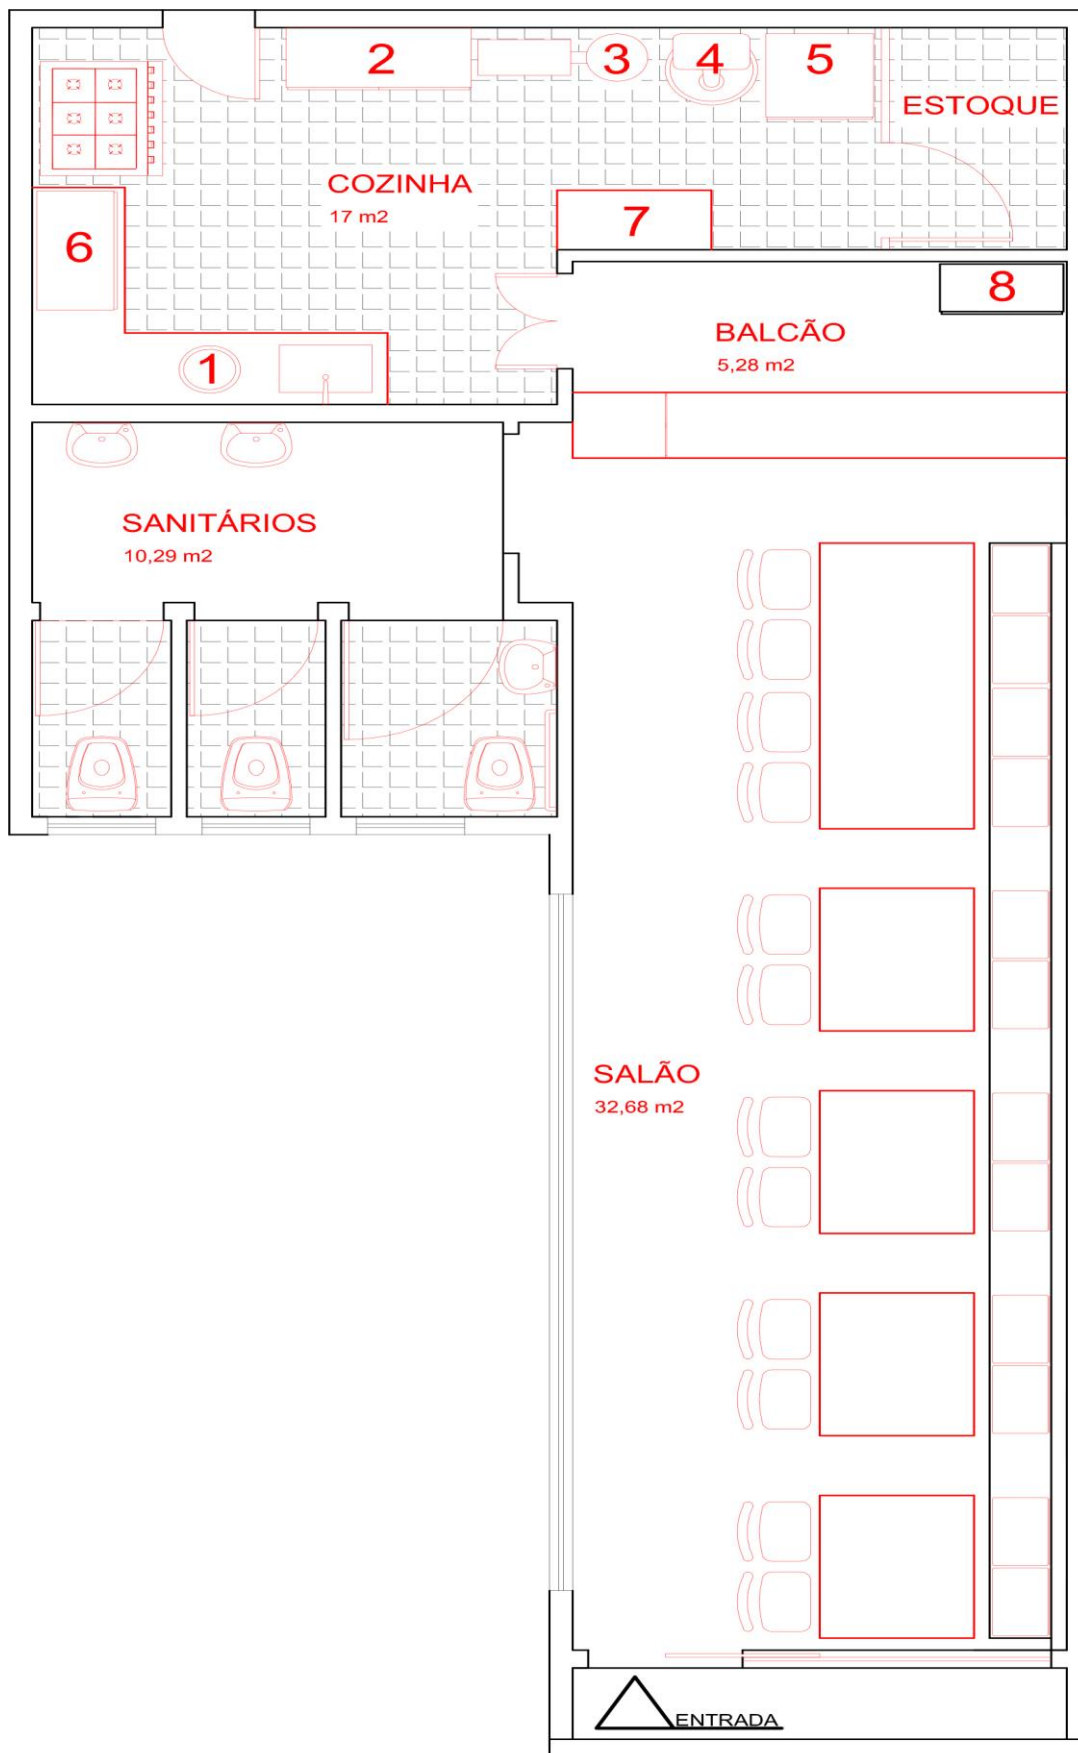 2
3
4
5
ESTOQUE
COZINHA
17 m2
6
7
8
BALCÃO
5,28 m2
1
SANITÁRIOS
10,29 m2
SALÃO
32,68 m2
ENTRADA